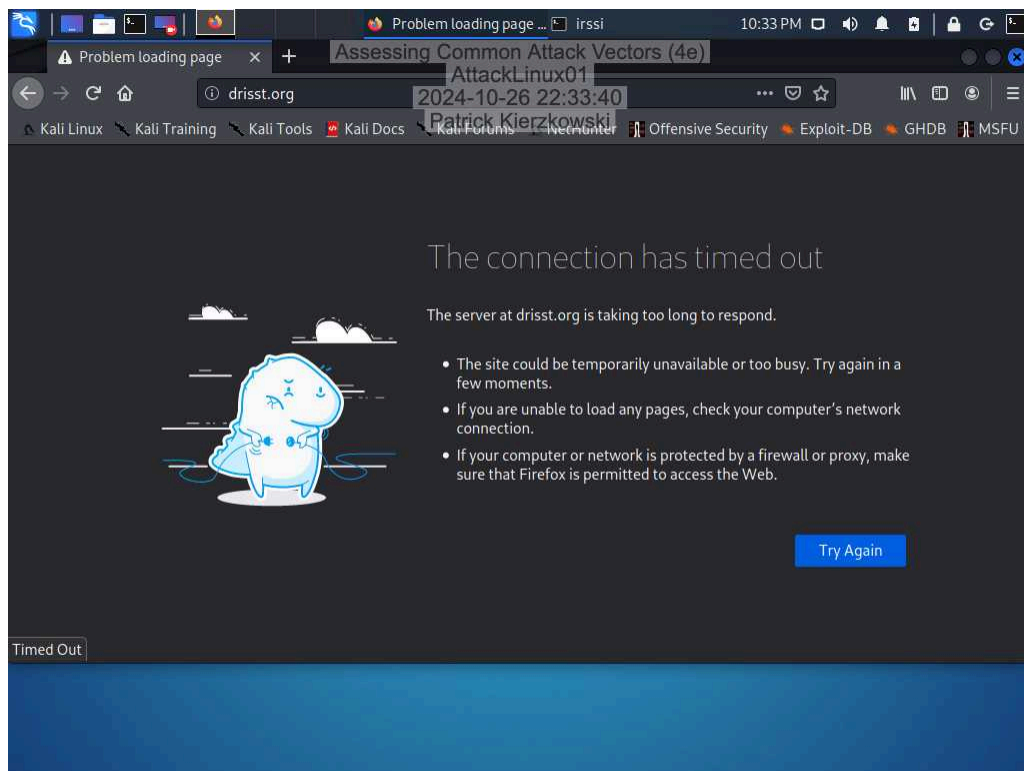 Problem loading page ... irssi 10:33 PM
Problem loading page
Assessing Common Attack Vectors (4e)
AttackLinux01
drisst.org
2024-10-26 22:33:40
Patrick Kierzkowski
Kali Linux Kali Training Kali Tools Kali Docs Kali Forums NetHunter Offensive Security Exploit-DB GHDB MSFU
The connection has timed out
The server at drisst.org is taking too long to respond.
The site could be temporarily unavailable or too busy. Try again in a
few moments.
If you are unable to load any pages, check your computer's network
connection.
If your computer or network is protected by a firewall or proxy, make
sure that Firefox is permitted to access the Web.
Try Again
Timed Out